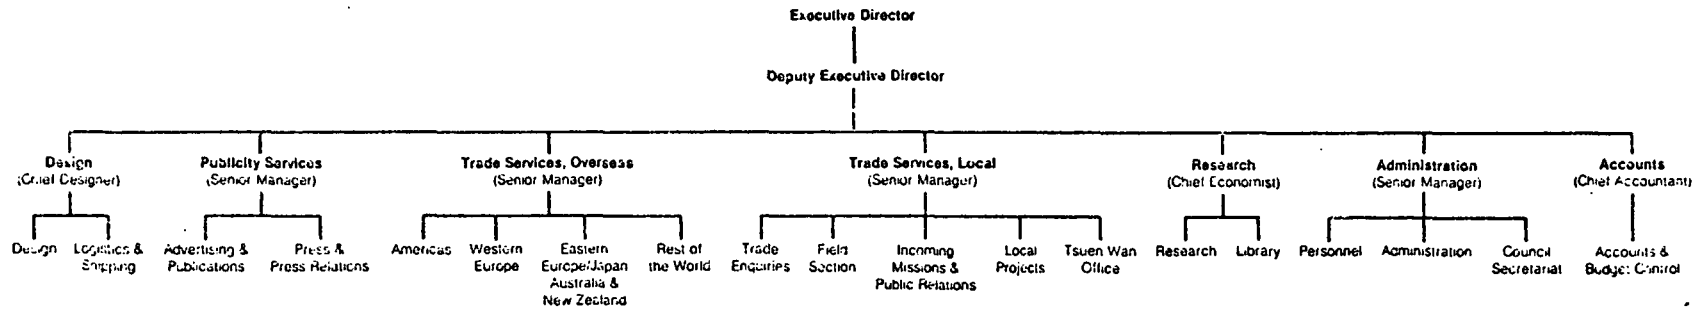 Executive Director
Deputy Executive Director
Design
(Chief Designer)
Publicity Services
(Senior Manager)
Trade Services, Overseas
(Senior Manager)
Trade Services, Local
(Senior Manager)
Research
(Chief Economist)
Administration
(Senior Manager)
Accounts
(Chief Accountant)
Design
Logistics &
Shipping
Advertising &
Publications
Press &
Press Relations
Americas
Western
Europe
Eastern
Europe/Japan
Australia &
New Zealand
Rest of
the World
Trade
Enquiries
Field
Section
Incoming
Missions &
Public Relations
Local
Projects
Tsuen Wan
Office
Research
Library
Personnel
Administration
Council
Secretariat
Accounts &
Budget Control